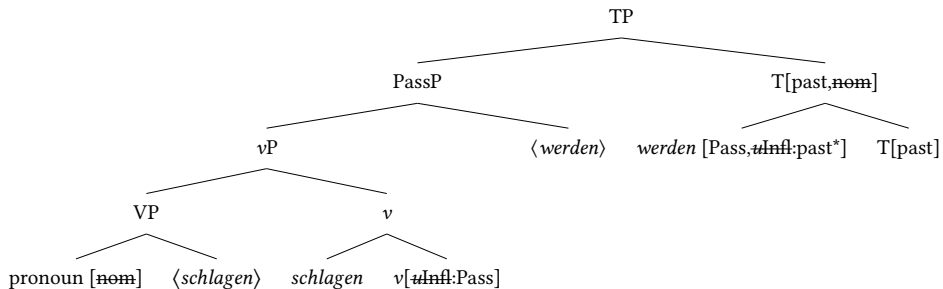 TP
PassP T[past,nom]
vP ⟨werden⟩ werden [Pass,uInfl:past*] T[past]
VP v
pronoun [nom] ⟨schlagen⟩ schlagen v[uInfl:Pass]